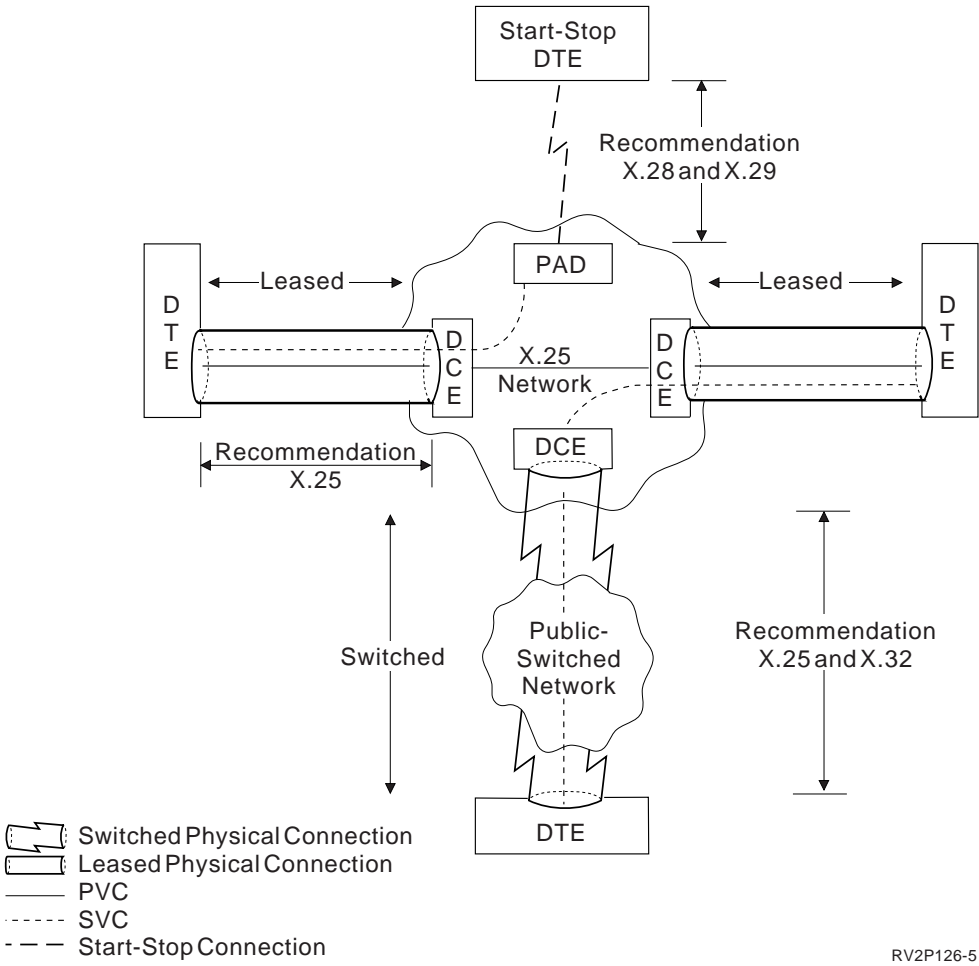 Start-Stop
DTE
Recommendation
X.28 and X.29
PAD
Leased
Leased
D
T
E
D
C
E
X.25
Network
D
C
E
D
T
E
DCE
Recommendation
X.25
Switched
Public-
Switched
Network
Recommendation
X.25 and X.32
DTE
Switched Physical Connection
Leased Physical Connection
PVC
SVC
Start-Stop Connection
RV2P126-5